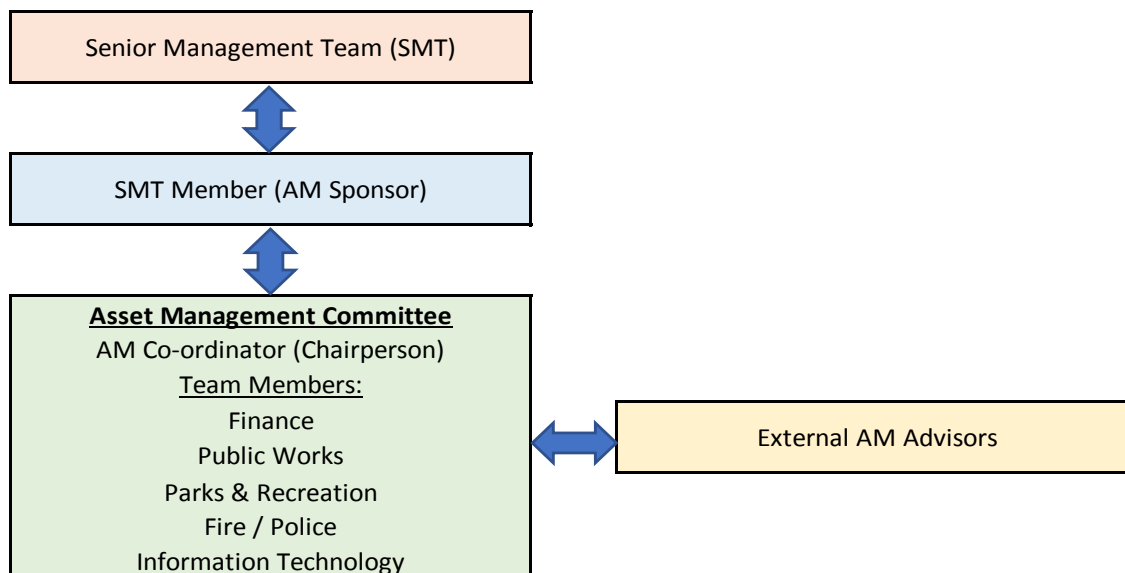 Senior Management Team (SMT)
SMT Member (AM Sponsor)
Asset Management Committee
AM Co-ordinator (Chairperson)
Team Members:
Finance
Public Works
Parks & Recreation
Fire / Police
Information Technology
External AM Advisors